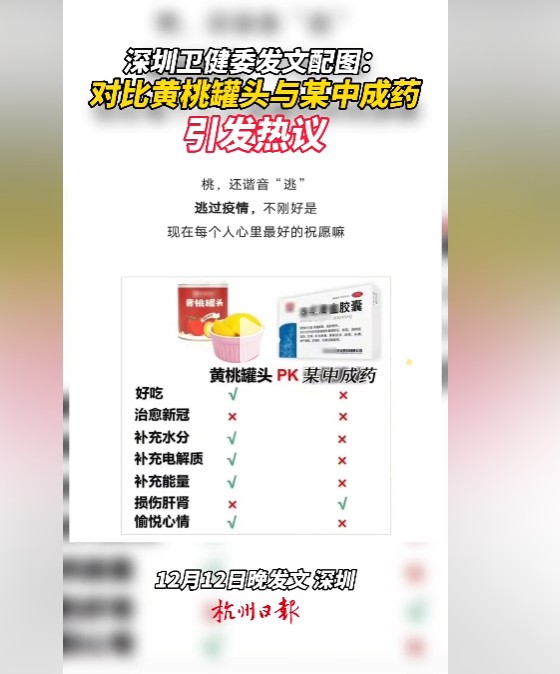 深圳卫健委发文配图：
对比黄桃罐头与某中成药
引发热议
桃，还谐音“逃”
逃过疫情，不刚好是
现在每个人心里最好的祝愿嘛
黄桃罐头
胶囊
黄桃罐头 PK 某中成药
好吃 √ ×
治愈新冠 × ×
补充水分 √ ×
补充电解质 √ ×
补充能量 √ ×
损伤肝肾 × √
愉悦心情 √ ×
12月12日晚发文 深圳
杭州日报